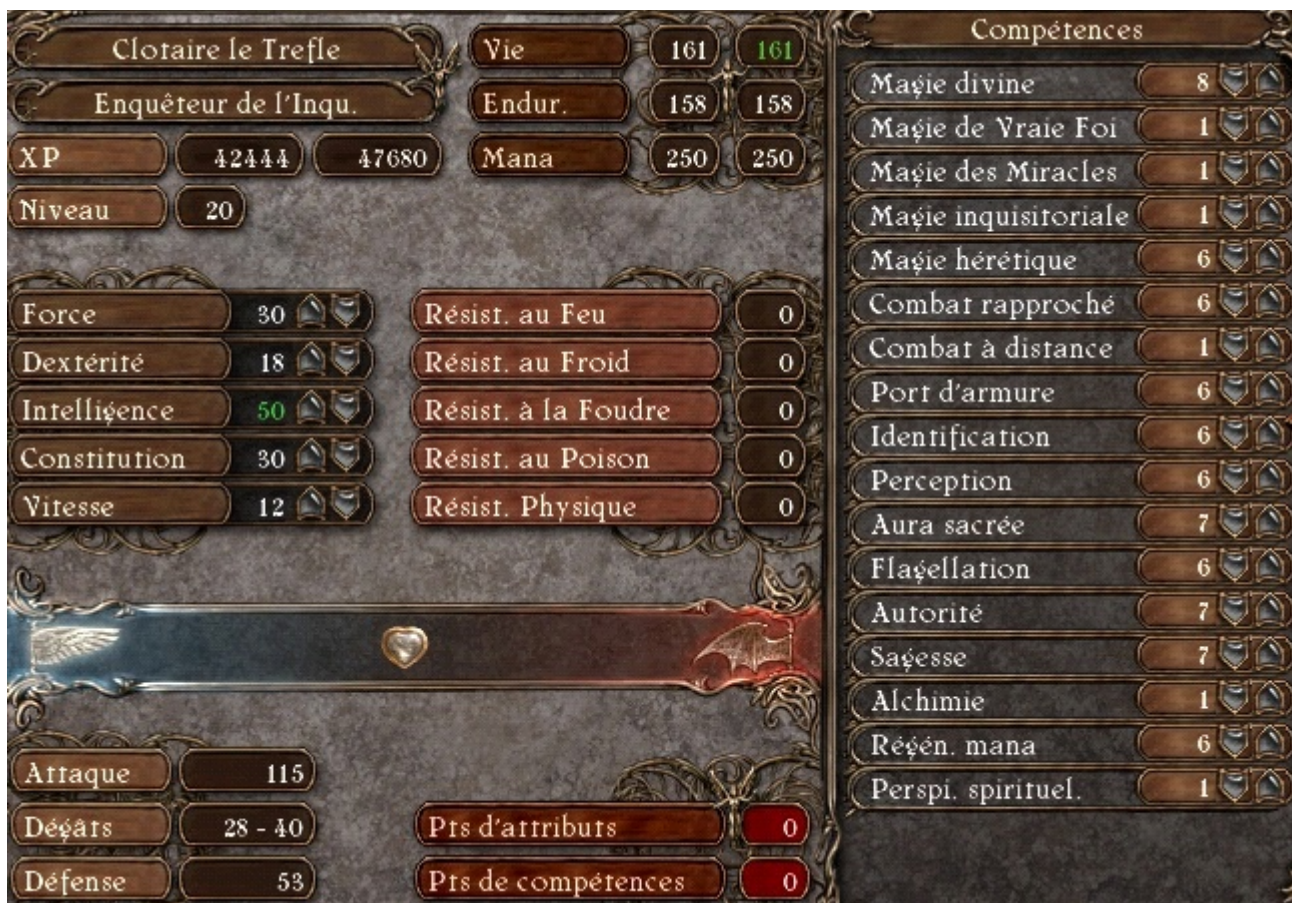 Clotaire le Trefle
Enquêteur de l'Inqu.
XP 42444 47680
Niveau 20
Vie 161 161
Endur. 158 158
Mana 250 250
Force 30
Dextérité 18
Intelligence 50
Constitution 30
Vitesse 12
Résist. au Feu 0
Résist. au Froid 0
Résist. à la Foudre 0
Résist. au Poison 0
Résist. Physique 0
Attaque 115
Dégâts 28 - 40
Défense 53
Pts d'attributs 0
Pts de compétences 0
Compétences
Magie divine 8
Magie de Vraie Foi 1
Magie des Miracles 1
Magie inquisitoriale 1
Magie hérétique 6
Combat rapproché 6
Combat à distance 1
Port d'armure 6
Identification 6
Perception 6
Aura sacrée 7
Flagellation 6
Autorité 7
Sagesse 7
Alchimie 1
Régén. mana 6
Perspi. spirituel. 1